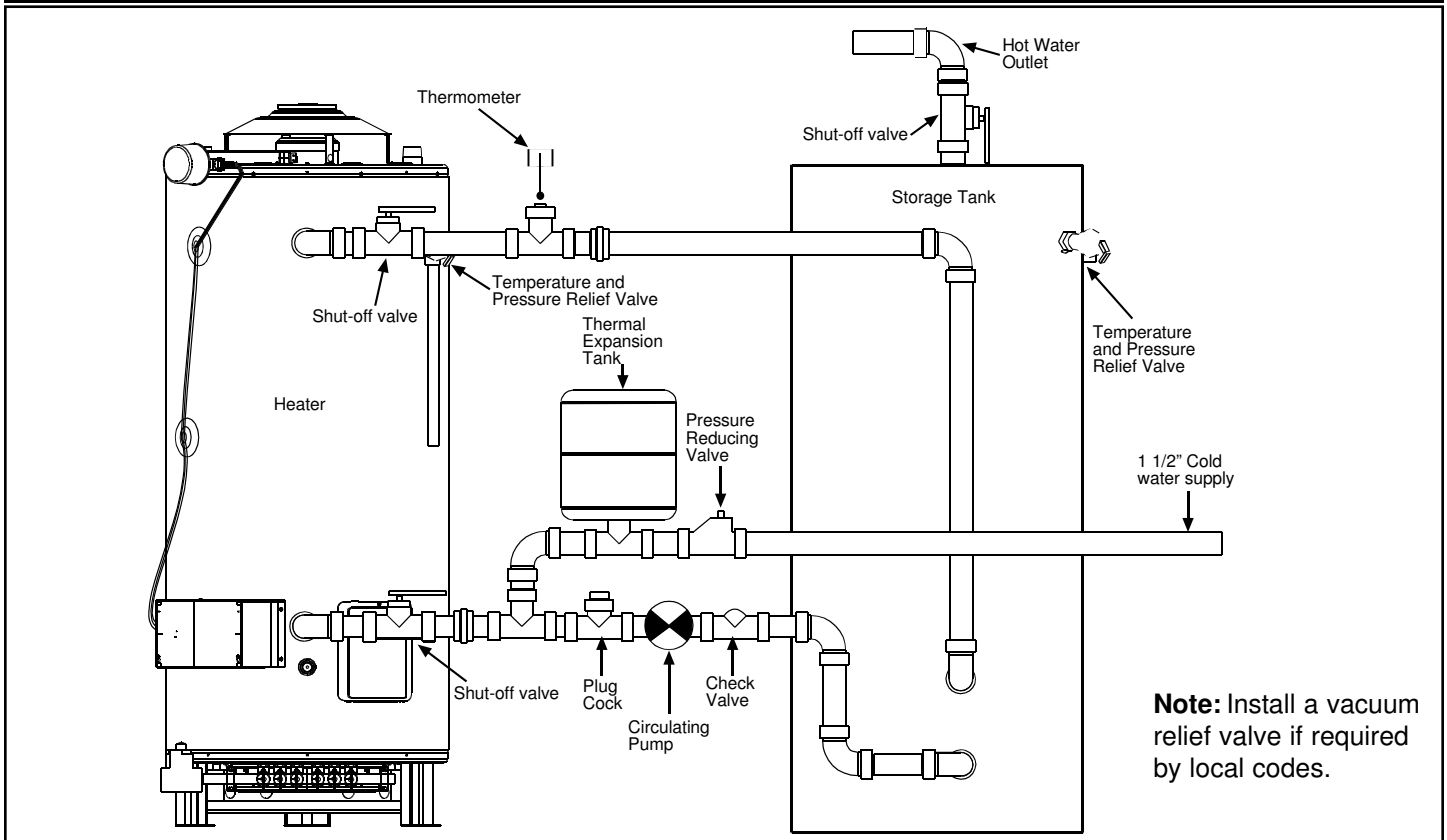 Hot Water
Outlet
Thermometer
Shut-off valve
Storage Tank
Temperature and
Pressure Relief Valve
Shut-off valve
Thermal
Expansion
Tank
Temperature
and Pressure
Relief Valve
Heater
Pressure
Reducing
Valve
1 1/2” Cold
water supply
Shut-off valve
Plug
Cock
Circulating
Pump
Check
Valve
Note: Install a vacuum
relief valve if required
by local codes.